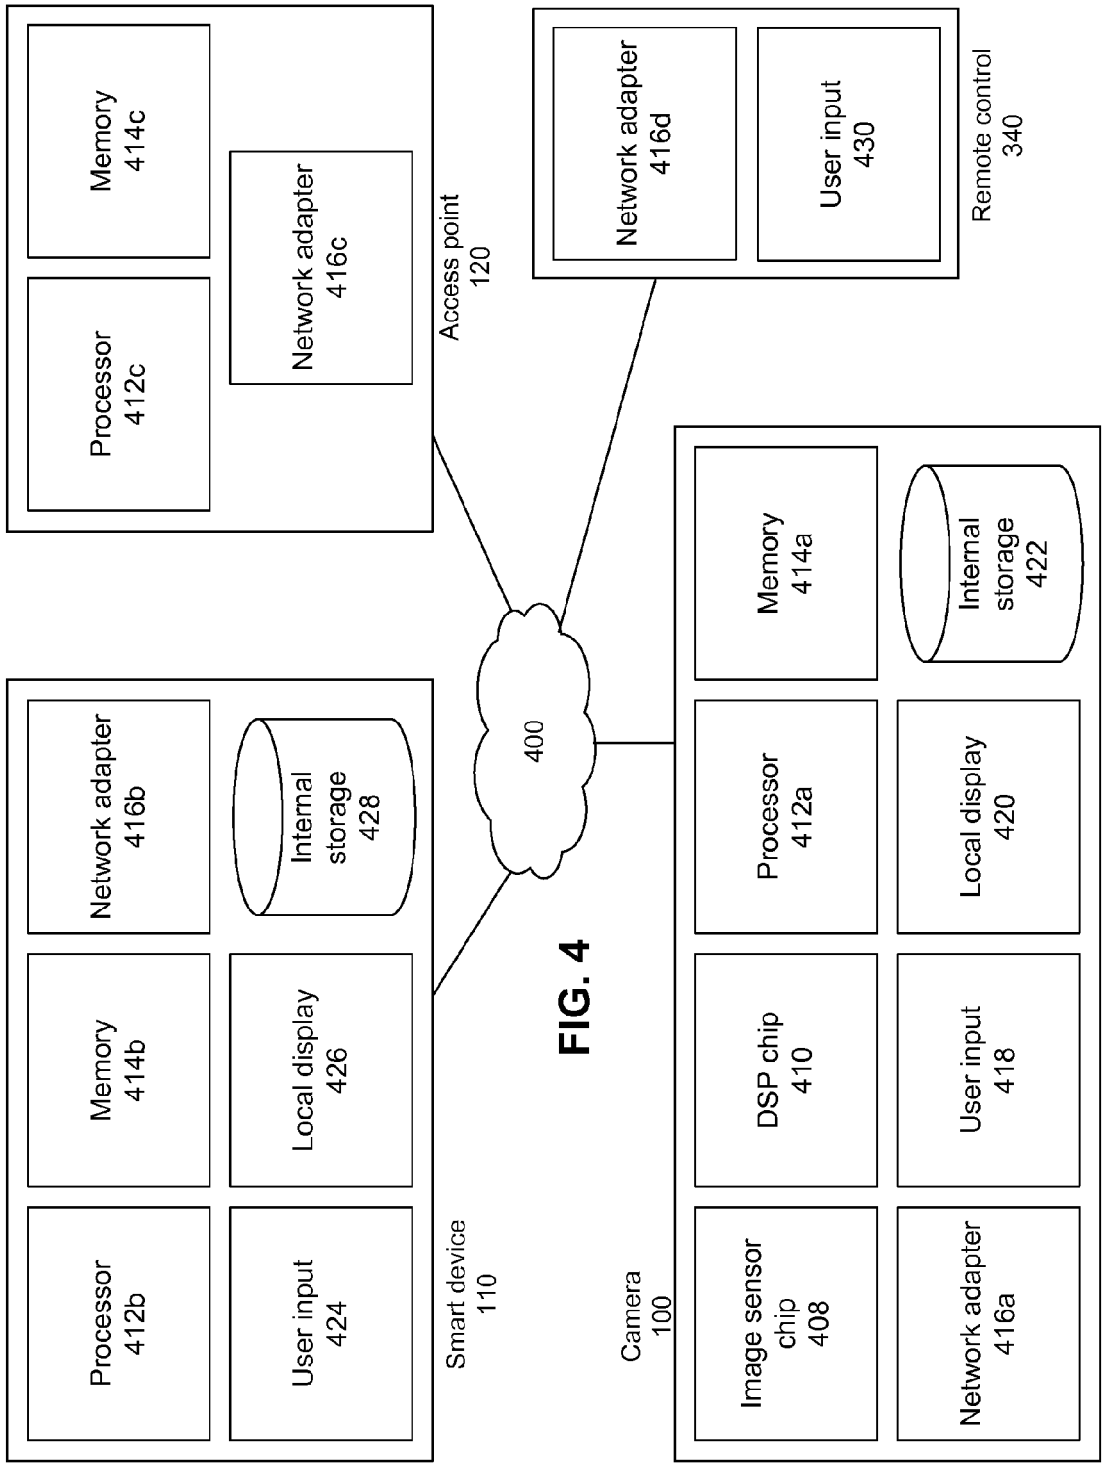 Processor
412b
Memory
414b
Network adapter
416b
User input
424
Local display
426
Internal
storage
428
Smart device
110
Processor
412c
Memory
414c
Network adapter
416c
Access point
120
400
Network adapter
416d
User input
430
Remote control
340
FIG. 4
Camera
100
Image sensor
chip
408
DSP chip
410
Processor
412a
Memory
414a
Network adapter
416a
User input
418
Local display
420
Internal
storage
422